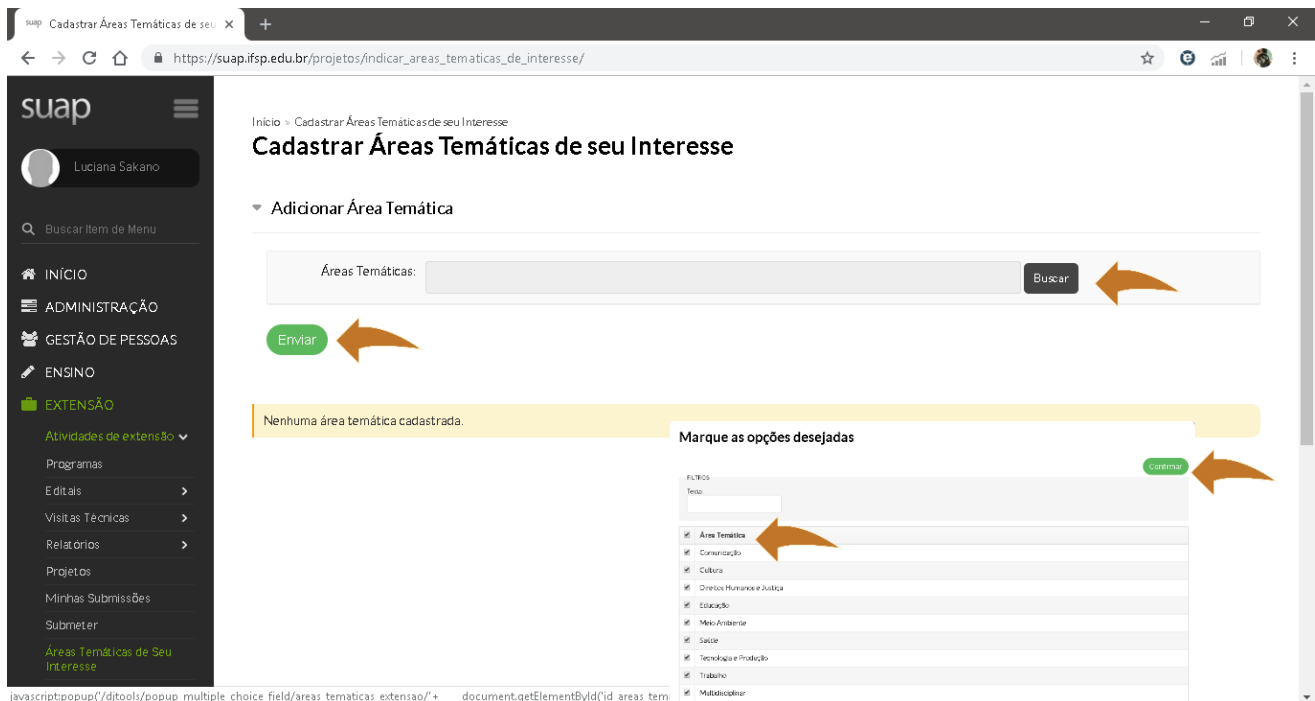 suap Cadastrar Áreas Temáticas de seu
https://suap.ifsp.edu.br/projetos/indicar_areas_tematicas_de_interesse/
suap
Luciana Sakano
Buscar Item de Menu
INÍCIO
ADMINISTRAÇÃO
GESTÃO DE PESSOAS
ENSINO
EXTENSÃO
Atividades de extensão
Programas
Editais
Visitas Técnicas
Relatórios
Projetos
Minhas Submissões
Submeter
Áreas Temáticas de Seu
Interesse
Início » Cadastrar Áreas Temáticas de seu Interesse
Cadastrar Áreas Temáticas de seu Interesse
Adicionar Área Temática
Áreas Temáticas:
Buscar
Enviar
Nenhuma área temática cadastrada.
Marque as opções desejadas
Confirmar
FILTROS
Texto
Área Temática
Comunicação
Cultura
Direitos Humanos e Justiça
Educação
Meio Ambiente
Saúde
Tecnologia e Produção
Trabalho
Multidisciplinar
javascript:popup('/djtools/popup_multiple_choice_field/areas_tematicas_extensao/'+ document.getElementById('id_areas_tem